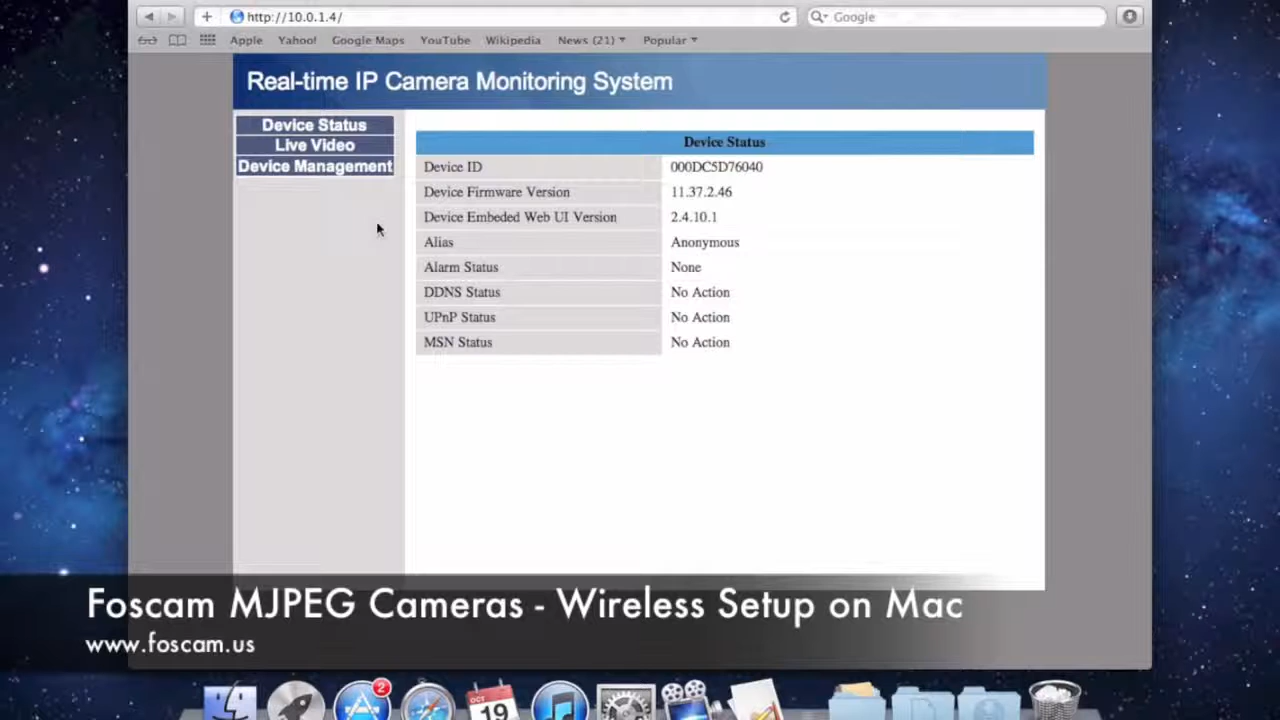 http://10.0.1.4/
Google
Apple Yahoo! Google Maps YouTube Wikipedia News (21) Popular
Real-time IP Camera Monitoring System
Device Status
Live Video
Device Management
Device Status
Device ID 000DC5D76040
Device Firmware Version 11.37.2.46
Device Embeded Web UI Version 2.4.10.1
Alias Anonymous
Alarm Status None
DDNS Status No Action
UPnP Status No Action
MSN Status No Action
Foscam MJPEG Cameras - Wireless Setup on Mac
www.foscam.us
2
OCT
19